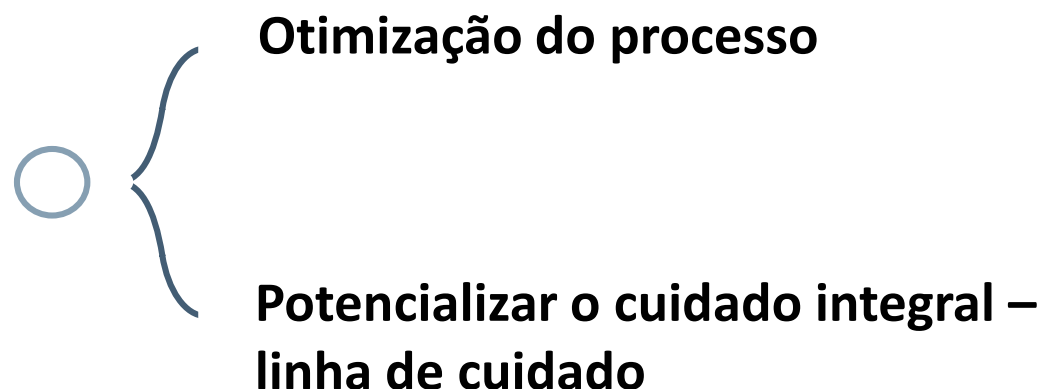 Otimização do processo
Potencializar o cuidado integral –
linha de cuidado